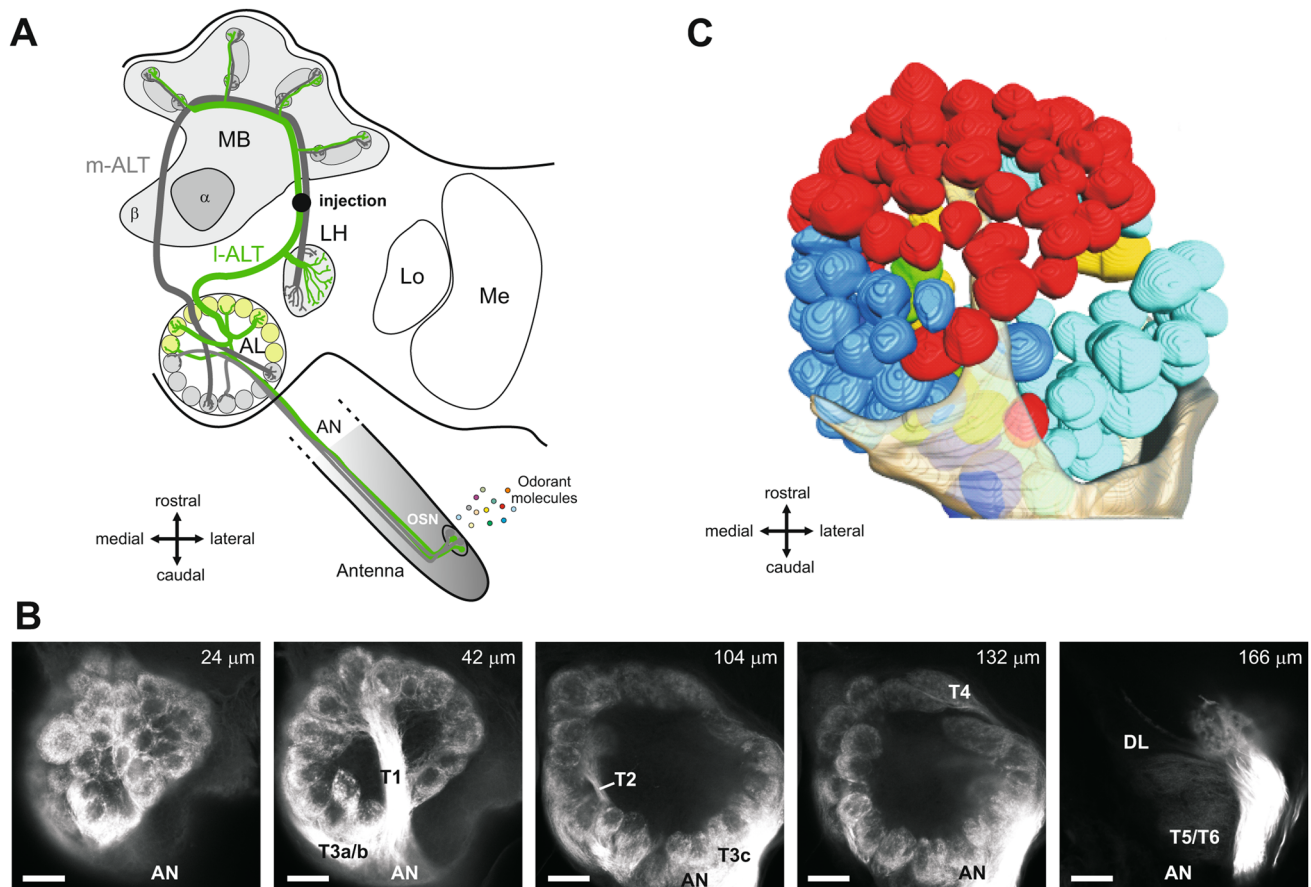 A
m-ALT
MB
α
β
injection
l-ALT
LH
Lo
Me
AL
AN
OSN
Odorant
molecules
Antenna
rostral
medial
lateral
caudal
C
rostral
medial
lateral
caudal
B
24 μm
AN
42 μm
T1
T3a/b
AN
104 μm
T2
T3c
AN
132 μm
T4
AN
166 μm
DL
T5/T6
AN